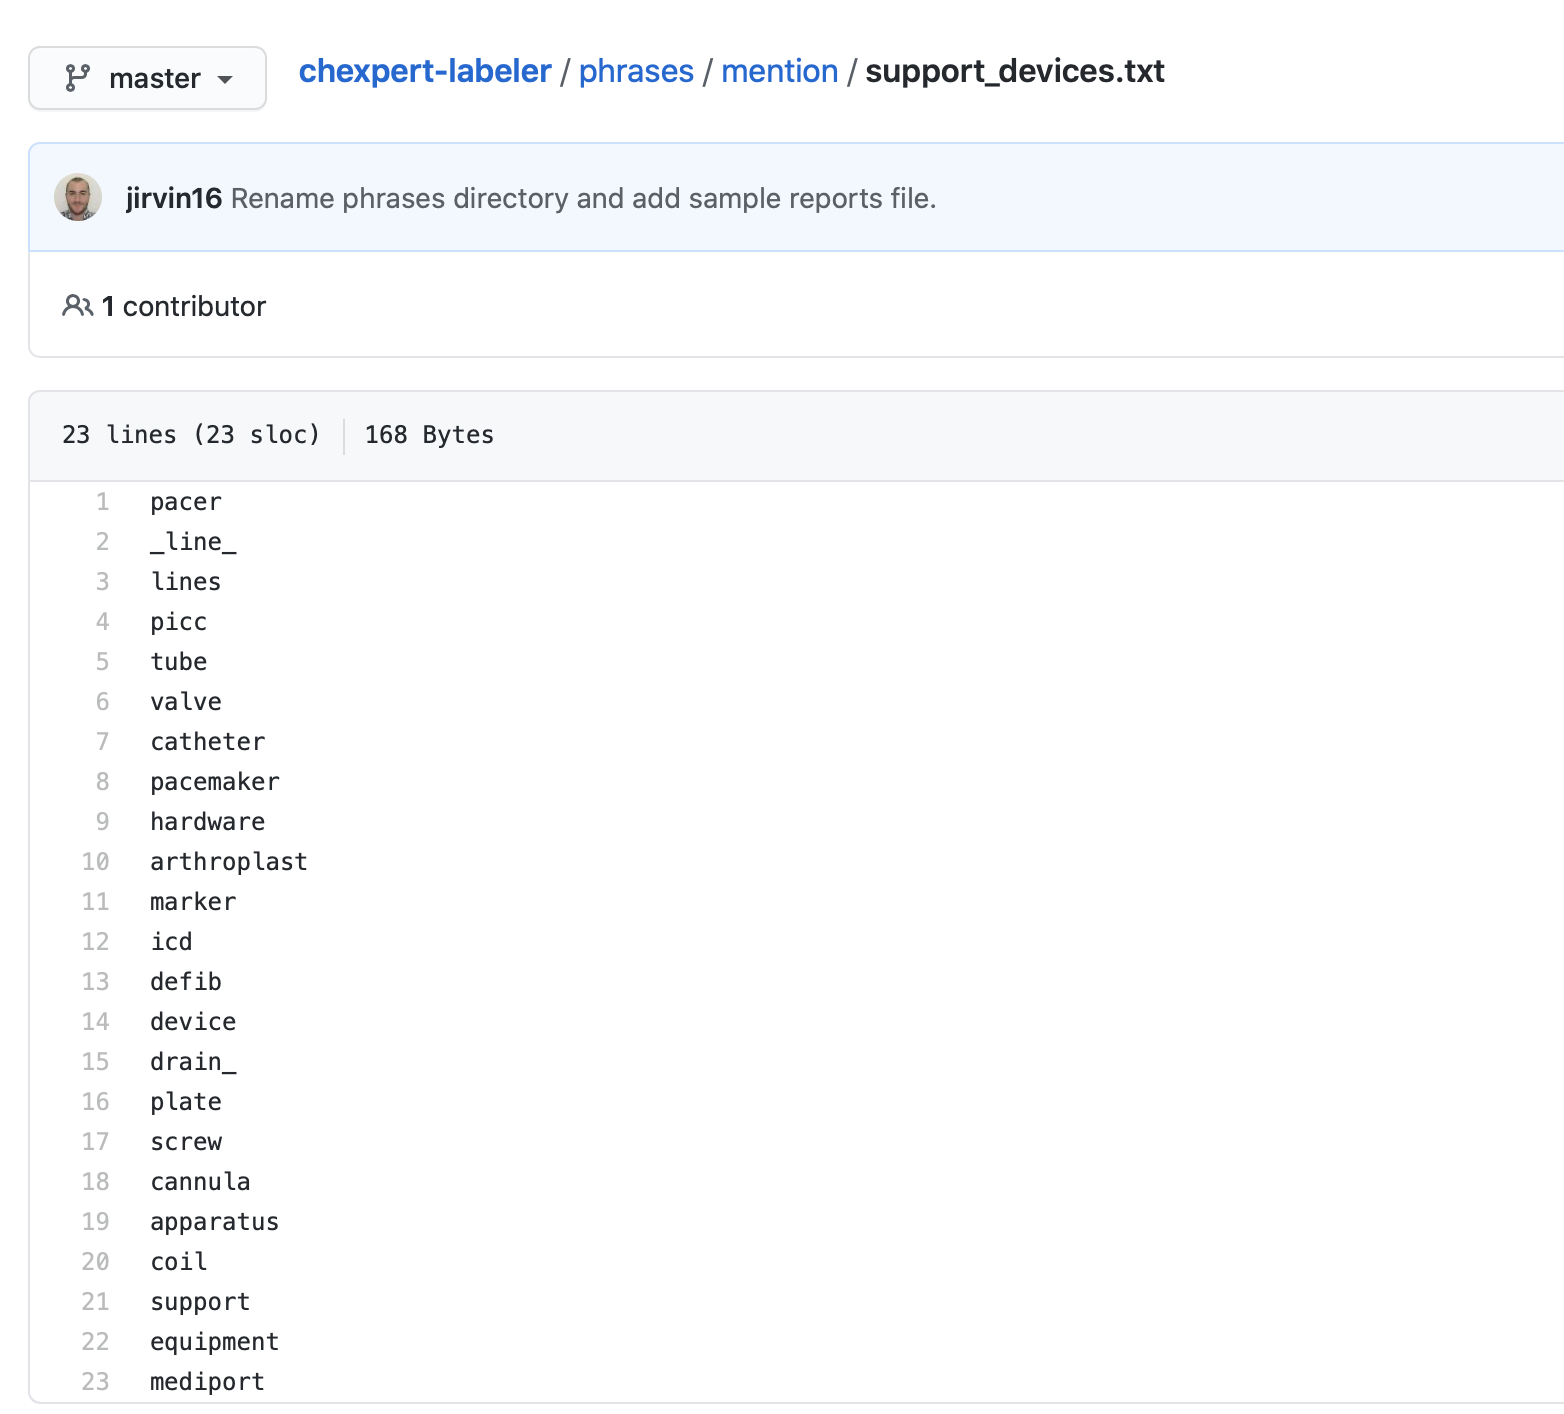 master chexpert-labeler / phrases / mention / support_devices.txt
jirvin16 Rename phrases directory and add sample reports file.
1 contributor
23 lines (23 sloc) 168 Bytes
1 pacer
2 _line_
3 lines
4 picc
5 tube
6 valve
7 catheter
8 pacemaker
9 hardware
10 arthroplast
11 marker
12 icd
13 defib
14 device
15 drain_
16 plate
17 screw
18 cannula
19 apparatus
20 coil
21 support
22 equipment
23 mediport